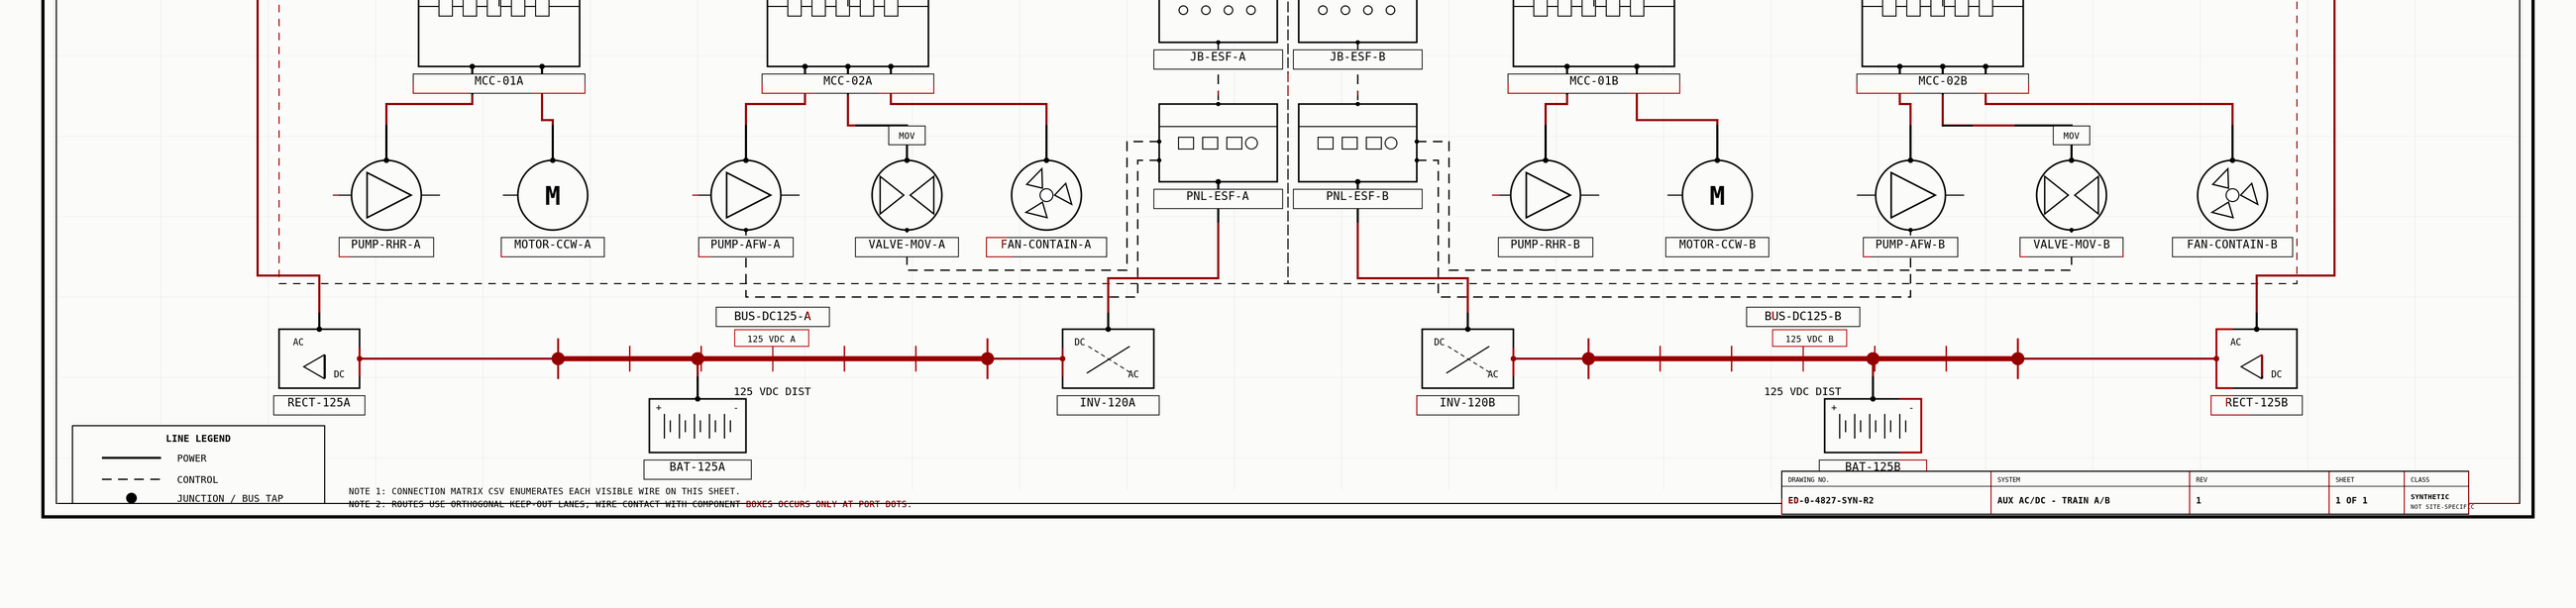 JB-ESF-A
JB-ESF-B
MCC-01A
MCC-02A
MCC-01B
MCC-02B
MOV
MOV
M
M
PNL-ESF-A
PNL-ESF-B
PUMP-RHR-A
MOTOR-CCW-A
PUMP-AFW-A
VALVE-MOV-A
FAN-CONTAIN-A
PUMP-RHR-B
MOTOR-CCW-B
PUMP-AFW-B
VALVE-MOV-B
FAN-CONTAIN-B
BUS-DC125-A
BUS-DC125-B
125 VDC A
125 VDC B
AC
DC
DC
AC
DC
AC
AC
DC
125 VDC DIST
125 VDC DIST
RECT-125A
INV-120A
INV-120B
RECT-125B
+ -
+ -
BAT-125A
BAT-125B
LINE LEGEND
POWER
CONTROL
JUNCTION / BUS TAP
NOTE 1: CONNECTION MATRIX CSV ENUMERATES EACH VISIBLE WIRE ON THIS SHEET.
NOTE 2: ROUTES USE ORTHOGONAL KEEP-OUT LANES, WIRE CONTACT WITH COMPONENT BOXES OCCURS ONLY AT PORT DOTS.
DRAWING NO. SYSTEM REV SHEET CLASS
ED-0-4827-SYN-R2 AUX AC/DC - TRAIN A/B 1 1 OF 1 SYNTHETIC
NOT SITE-SPECIFIC